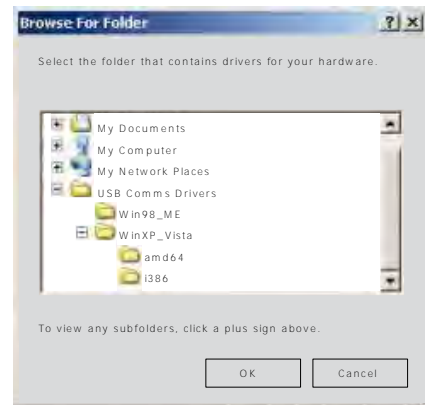 Browse For Folder
Select the folder that contains drivers for your hardware.
My Documents
My Computer
My Network Places
USB Comms Drivers
Win98_ME
WinXP_Vista
amd64
i386
To view any subfolders, click a plus sign above.
OK Cancel